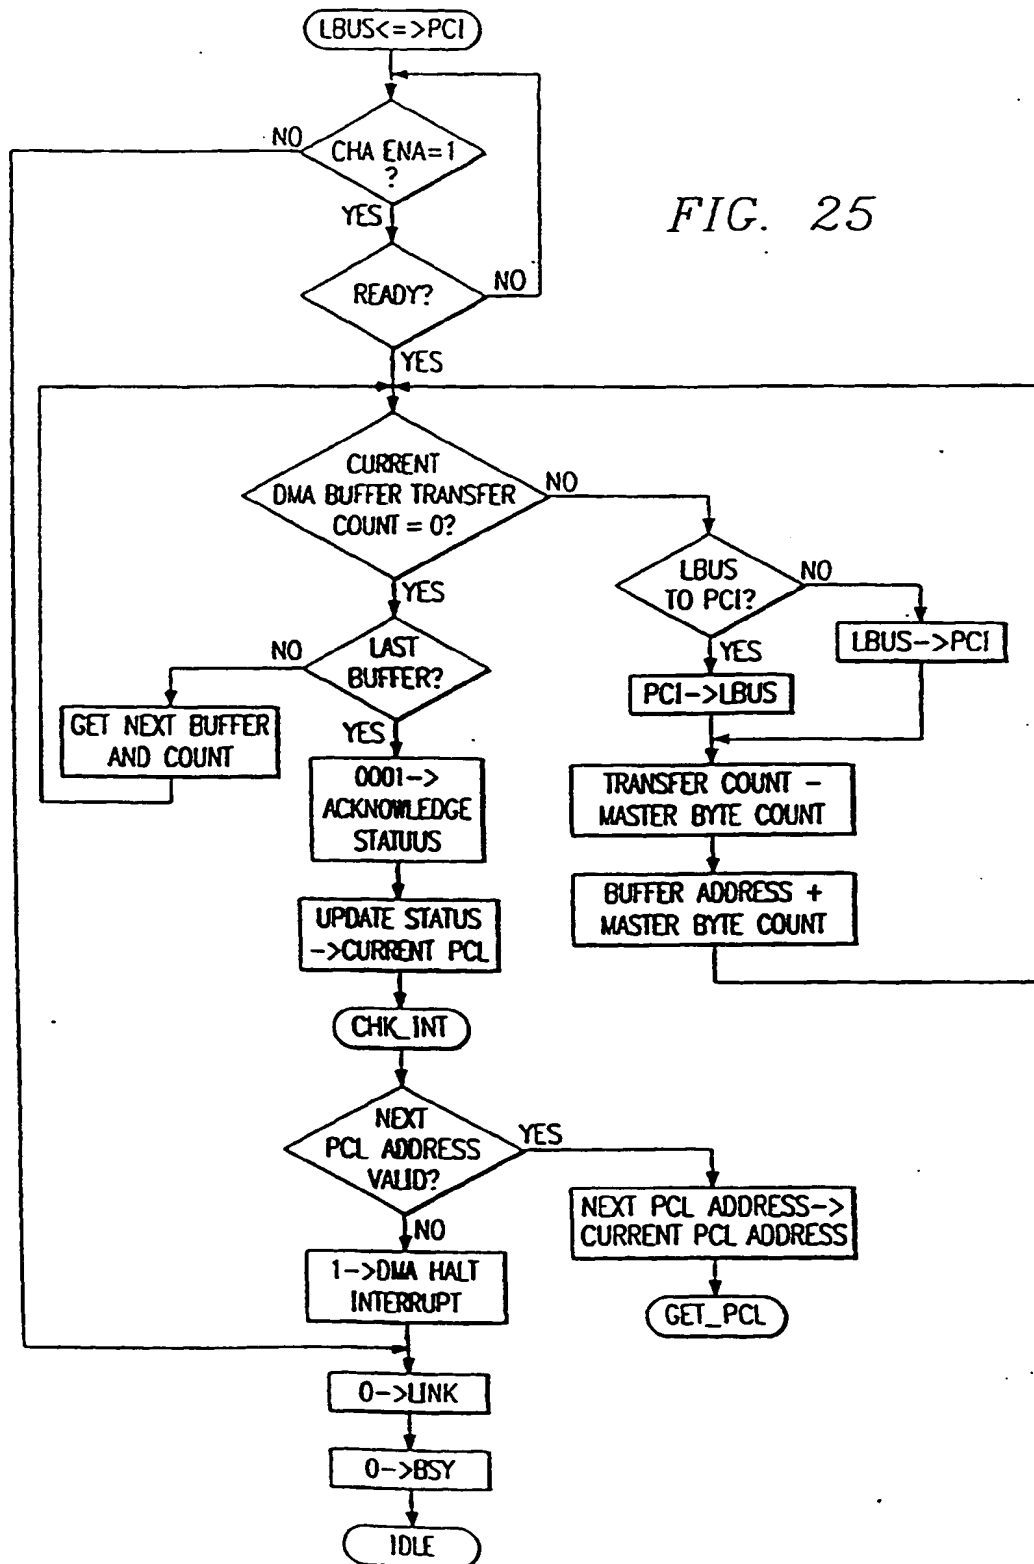 LBUS<=>PCI
NO
CHA ENA=1
?
FIG. 25
YES
READY?
NO
YES
CURRENT
DMA BUFFER TRANSFER
COUNT = 0?
NO
YES
LBUS
TO PCI?
NO
LBUS->PCI
YES
PCI->LBUS
NO
LAST
BUFFER?
GET NEXT BUFFER
AND COUNT
YES
0001->
ACKNOWLEDGE
STATUUS
TRANSFER COUNT -
MASTER BYTE COUNT
UPDATE STATUS
->CURRENT PCL
BUFFER ADDRESS +
MASTER BYTE COUNT
CHK_INT
NEXT
PCL ADDRESS
VALID?
YES
NEXT PCL ADDRESS->
CURRENT PCL ADDRESS
NO
1->DMA HALT
INTERRUPT
GET_PCL
0->LINK
0->BSY
IDLE